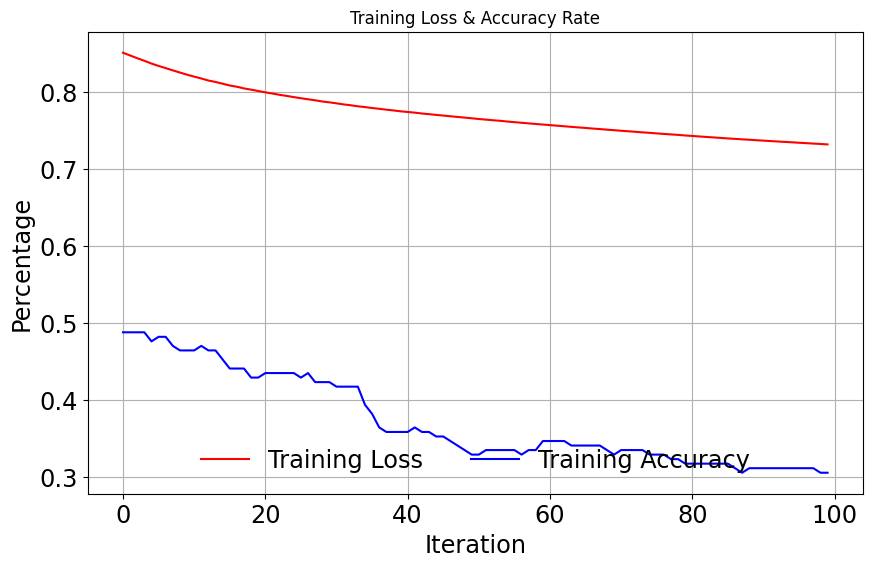 Training Loss & Accuracy Rate
Percentage
0.8
0.7
0.6
0.5
0.4
0.3
Training Loss Training Accuracy
0 20 40 60 80 100
Iteration